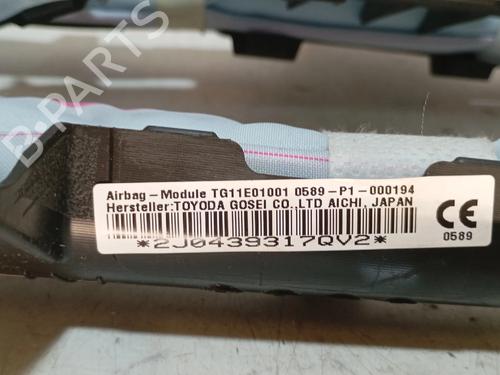 B-PARTS
Airbag-Module TG11E01001 0589-P1-000194
Hersteller:TOYODA GOSEI CO.,LTD AICHI, JAPAN
*2J0439317QV2*
CE
0589